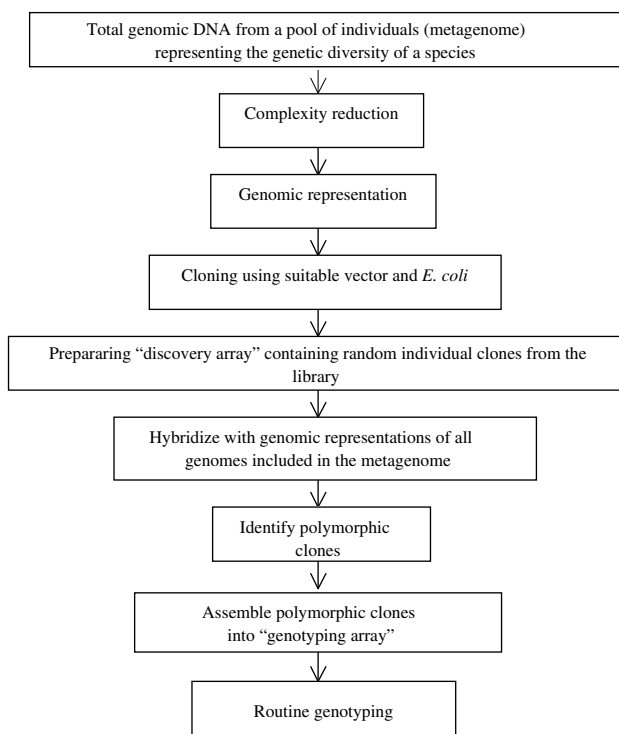 Total genomic DNA from a pool of individuals (metagenome)
representing the genetic diversity of a species
Complexity reduction
Genomic representation
Cloning using suitable vector and E. coli
Prepararing “discovery array” containing random individual clones from the
library
Hybridize with genomic representations of all
genomes included in the metagenome
Identify polymorphic
clones
Assemble polymorphic clones
into “genotyping array”
Routine genotyping